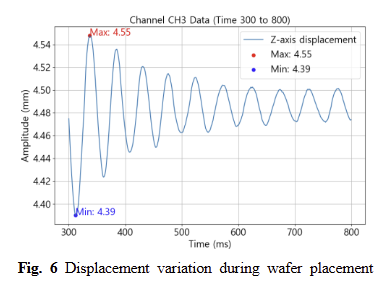 Channel CH3 Data (Time 300 to 800)
Max: 4.55
Z-axis displacement
Max: 4.55
Min: 4.39
4.54
4.52
4.50
4.48
4.46
4.44
4.42
4.40
Amplitude (mm)
Min: 4.39
300
400
500
600
700
800
Time (ms)
Fig. 6 Displacement variation during wafer placement